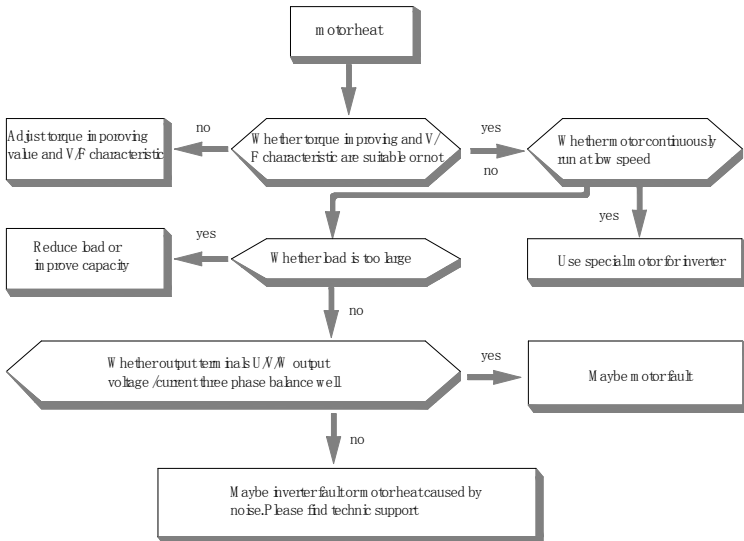 motor heat
no
Adjust torque imporoving
value and V/F characteristic
Whether torque improving and V/
F characteristic are suitable or not
yes
no
Whether motor continuously
run at low speed
yes
Reduce load or
improve capacity
yes
Whether load is too large
Use special motor for inverter
no
Whether output terminals U/V/W output
voltage/current three phase balance well
yes
Maybe motor fault
no
Maybe inverter fault or motor heat caused by
noise.Please find technic support